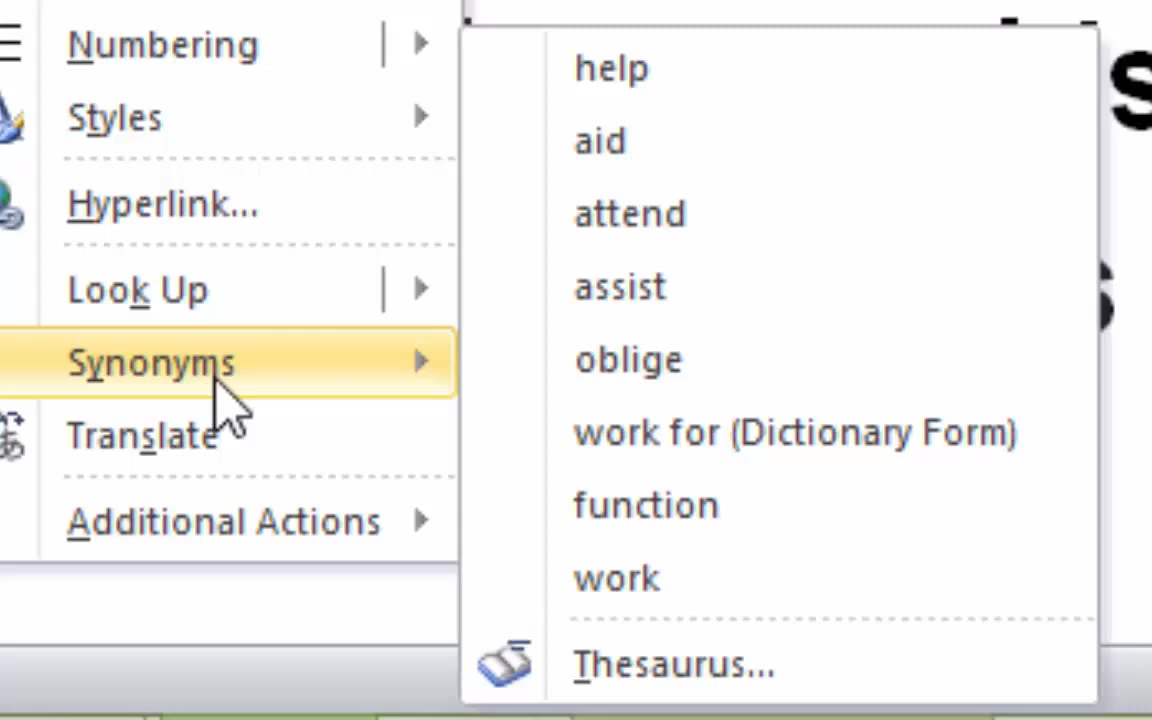 Numbering
Styles
Hyperlink...
Look Up
Synonyms
Translate
Additional Actions
help
aid
attend
assist
oblige
work for (Dictionary Form)
function
work
Thesaurus...